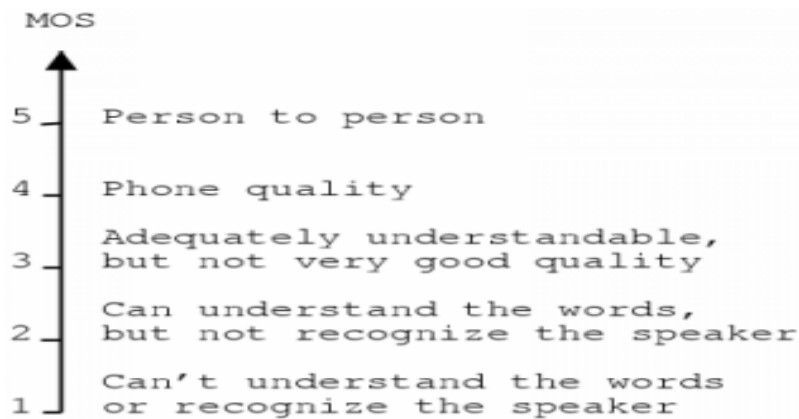 MOS
5 Person to person
4 Phone quality
Adequately understandable,
3 but not very good quality
Can understand the words,
2 but not recognize the speaker
Can't understand the words
1 or recognize the speaker